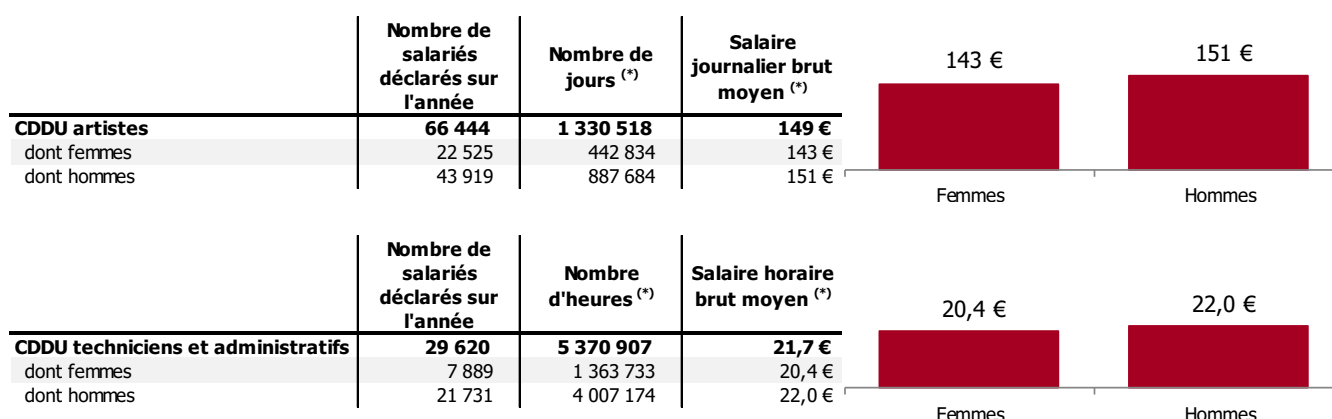 Nombre de salariés déclarés sur l'année Nombre de jours (*) Salaire journalier brut moyen (*)
CDDU artistes 66 444 1 330 518 149 €
dont femmes 22 525 442 834 143 €
dont hommes 43 919 887 684 151 €
143 € 151 €
Femmes Hommes
Nombre de salariés déclarés sur l'année Nombre d'heures (*) Salaire horaire brut moyen (*)
CDDU techniciens et administratifs 29 620 5 370 907 21,7 €
dont femmes 7 889 1 363 733 20,4 €
dont hommes 21 731 4 007 174 22,0 €
20,4 € 22,0 €
Femmes Hommes